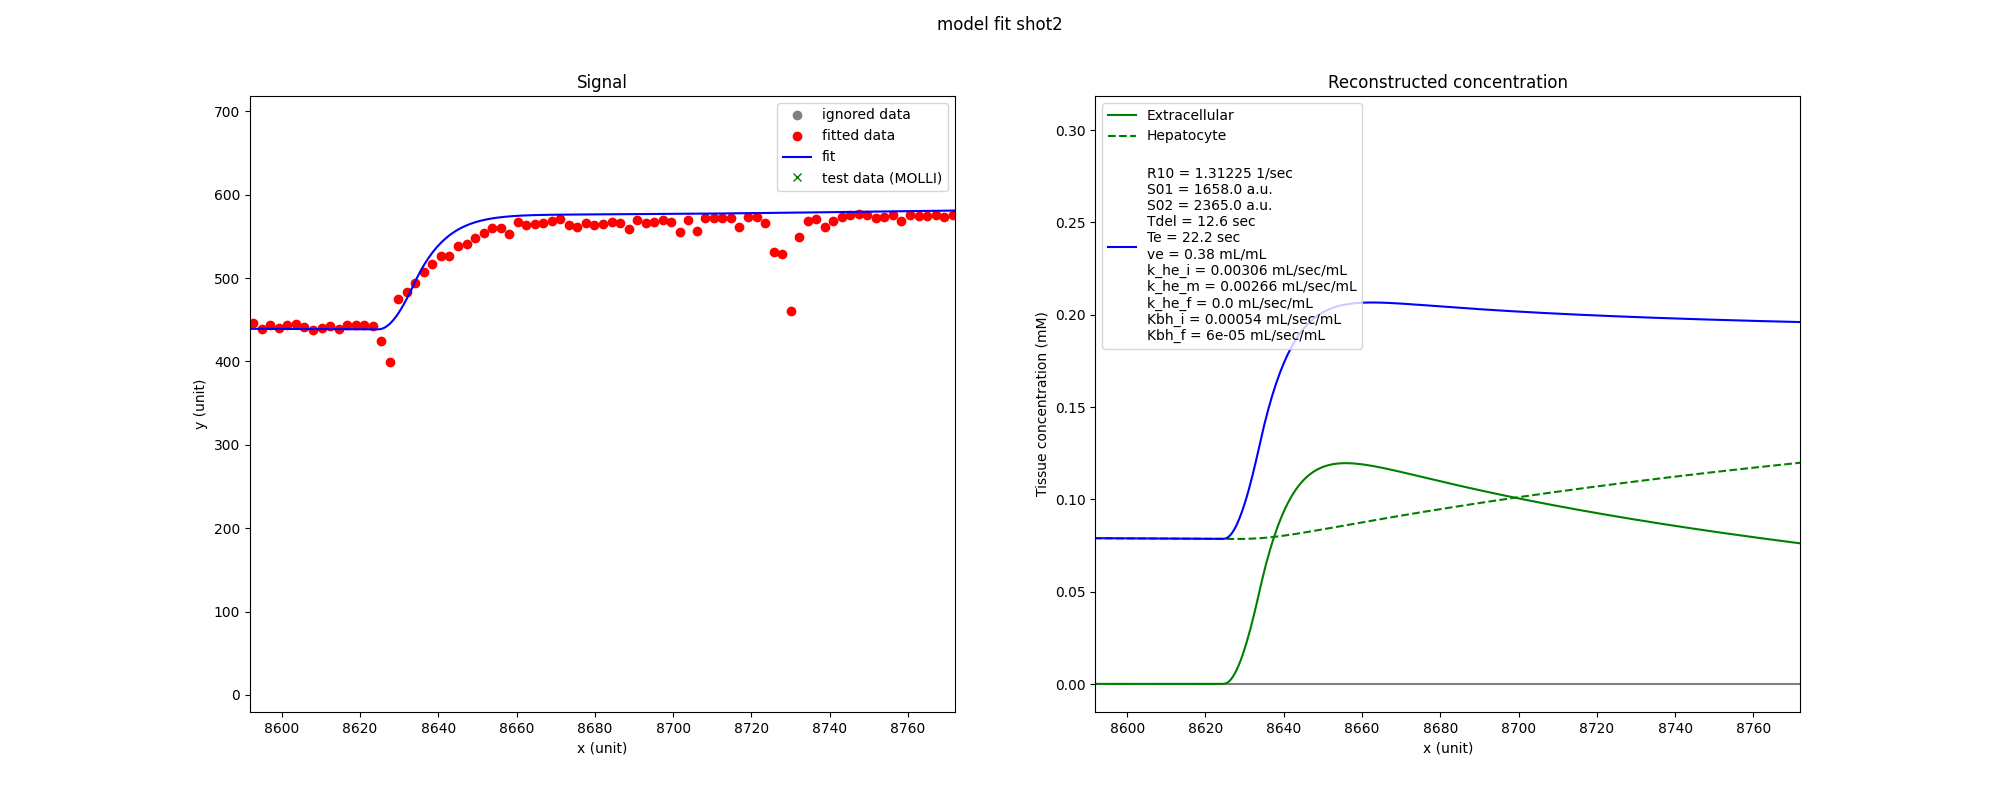 model fit shot2
Signal
700
600
500
400
300
200
100
0
y (unit)
8600 8620 8640 8660 8680 8700 8720 8740 8760
x (unit)
ignored data
fitted data
fit
test data (MOLLI)
Reconstructed concentration
0.30
0.25
0.20
0.15
0.10
0.05
0.00
Tissue concentration (mM)
8600 8620 8640 8660 8680 8700 8720 8740 8760
x (unit)
Extracellular
Hepatocyte
R10 = 1.31225 1/sec
S01 = 1658.0 a.u.
S02 = 2365.0 a.u.
Tdel = 12.6 sec
Te = 22.2 sec
ve = 0.38 mL/mL
k_he_i = 0.00306 mL/sec/mL
k_he_m = 0.00266 mL/sec/mL
k_he_f = 0.0 mL/sec/mL
Kbh_i = 0.00054 mL/sec/mL
Kbh_f = 6e-05 mL/sec/mL